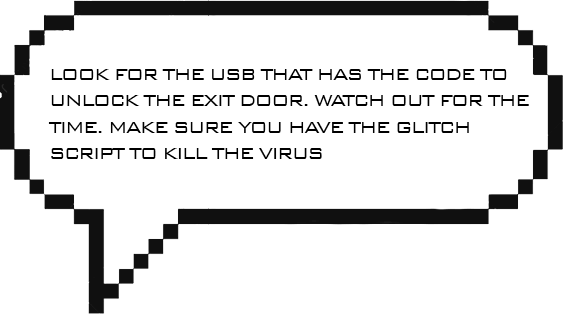 LOOK FOR THE USB THAT HAS THE CODE TO
UNLOCK THE EXIT DOOR. WATCH OUT FOR THE
TIME. MAKE SURE YOU HAVE THE GLITCH
SCRIPT TO KILL THE VIRUS